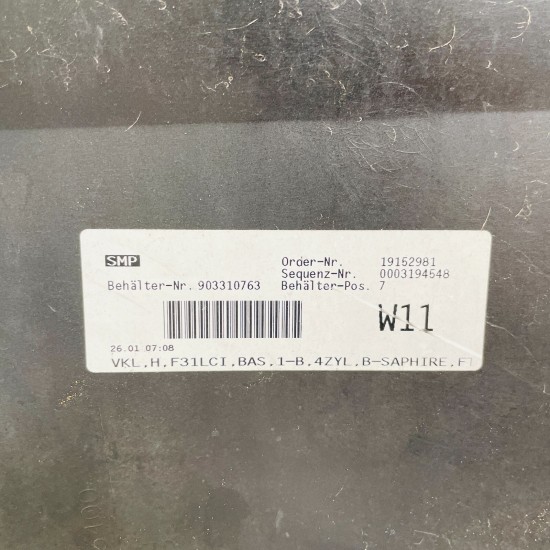 SMP
Order-Nr. 19152981
Sequenz-Nr. 0003194548
Behälter-Nr. 903310763 Behälter-Pos. 7
W11
26.01 07:08
VKL,H,F31LCI,BAS,1-B,4ZYL,B-SAPHIRE,FT